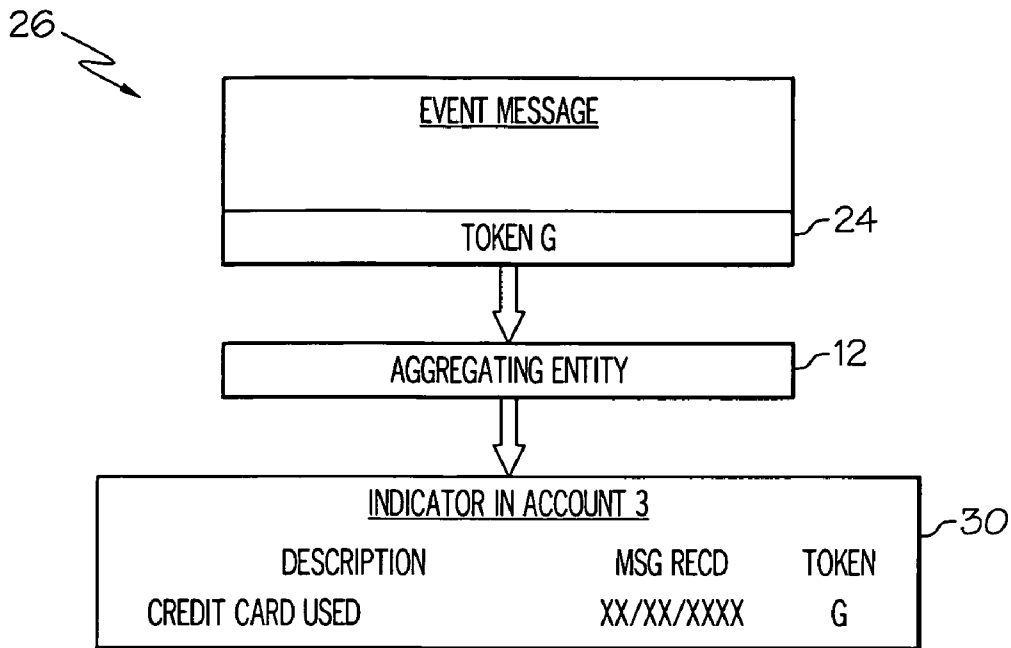 26
EVENT MESSAGE
TOKEN G
24
AGGREGATING ENTITY
12
INDICATOR IN ACCOUNT 3
30
DESCRIPTION MSG RECD TOKEN
CREDIT CARD USED XX/XX/XXXX G